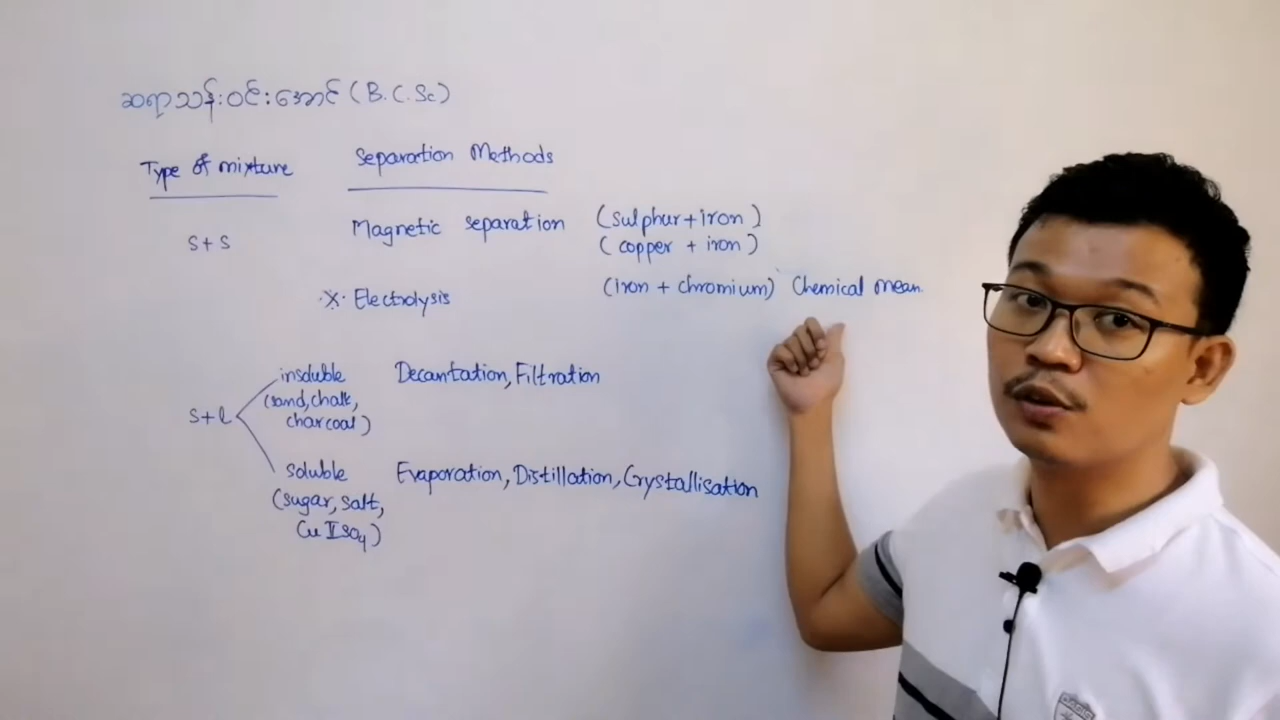 ဆရာသန်းဝင်းအောင် (B.C.Sc)
Type of mixture Separation Methods
S+S Magnetic separation (sulphur+iron)
(copper + iron)
※ Electrolysis (iron + chromium) Chemical mean.
S+l insoluble Decantation, Filtration
(sand, chalk,
charcoal)
soluble Evaporation, Distillation, Crystallisation
(sugar, salt,
Cu II SO4)